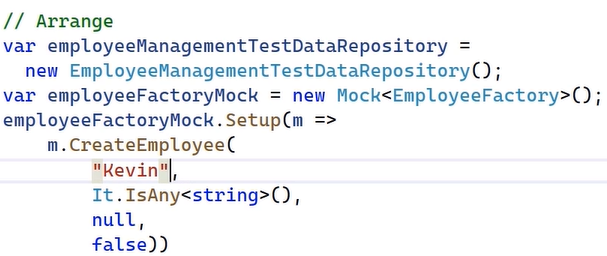 // Arrange
var employeeManagementTestDataRepository =
  new EmployeeManagementTestDataRepository();
var employeeFactoryMock = new Mock<EmployeeFactory>();
employeeFactoryMock.Setup(m =>
    m.CreateEmployee(
        "Kevin",
        It.IsAny<string>(),
        null,
        false))